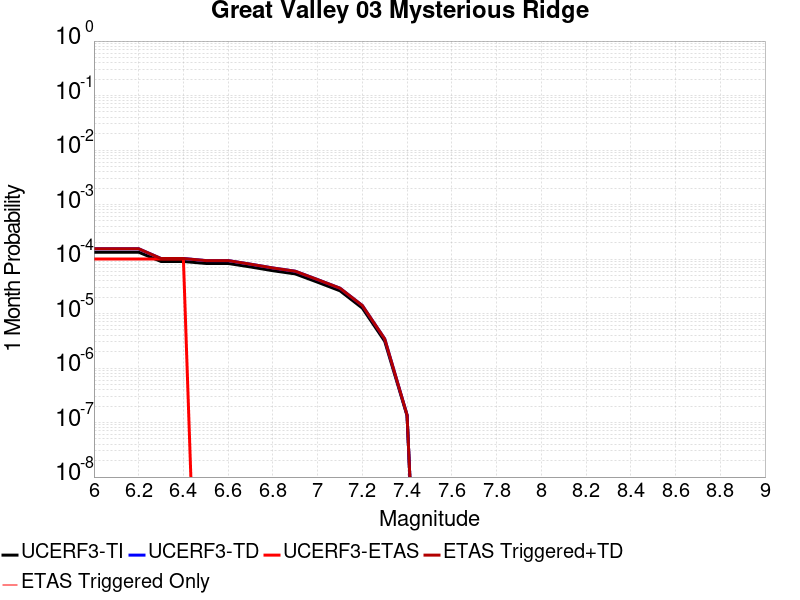 Great Valley 03 Mysterious Ridge
10^0
10^-1
10^-2
10^-3
10^-4
10^-5
10^-6
10^-7
10^-8
1 Month Probability
6 6.2 6.4 6.6 6.8 7 7.2 7.4 7.6 7.8 8 8.2 8.4 8.6 8.8 9
Magnitude
UCERF3-TI UCERF3-TD UCERF3-ETAS ETAS Triggered+TD
ETAS Triggered Only